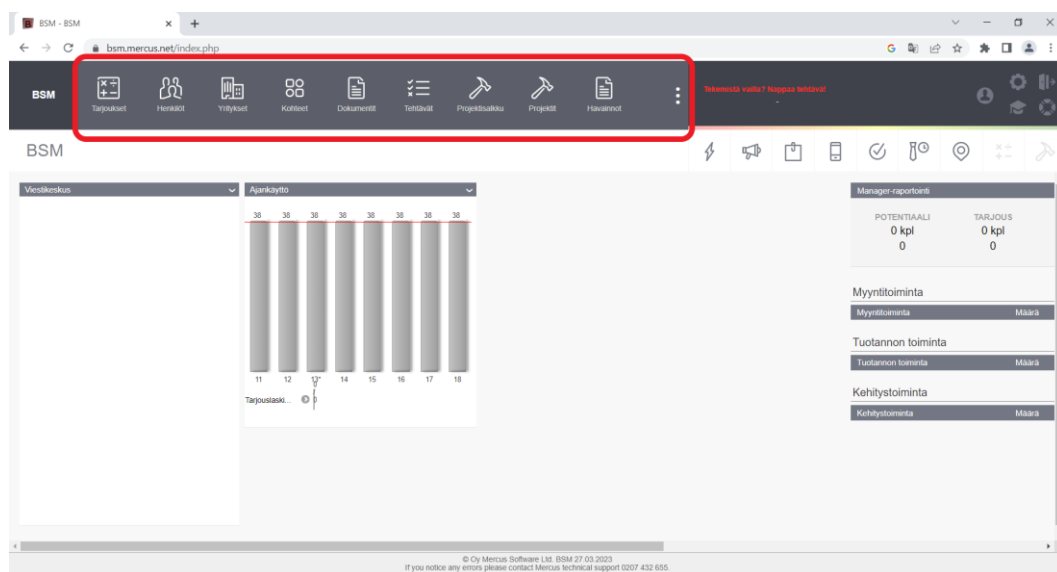 BSM - BSM
bsm.mercus.net/index.php
BSM
Tarjoukset
Henkilöt
Yritykset
Kohteet
Dokumentit
Tehtävät
Projektisalkku
Projektit
Havainnot
Tekemistä vailla? Nappaa tehtävä!
-
BSM
Viestikeskus
Ajankäyttö
38 38 38 38 38 38 38 38
11 12 13* 14 15 16 17 18
0
Tarjouslaski... 0
Manager-raportointi
POTENTIAALI TARJOUS
0 kpl 0 kpl
0 0
Myyntitoiminta
Myyntitoiminta Määrä
Tuotannon toiminta
Tuotannon toiminta Määrä
Kehitystoiminta
Kehitystoiminta Määrä
© Oy Mercus Software Ltd. BSM 27.03.2023
If you notice any errors please contact Mercus technical support 0207 432 655.